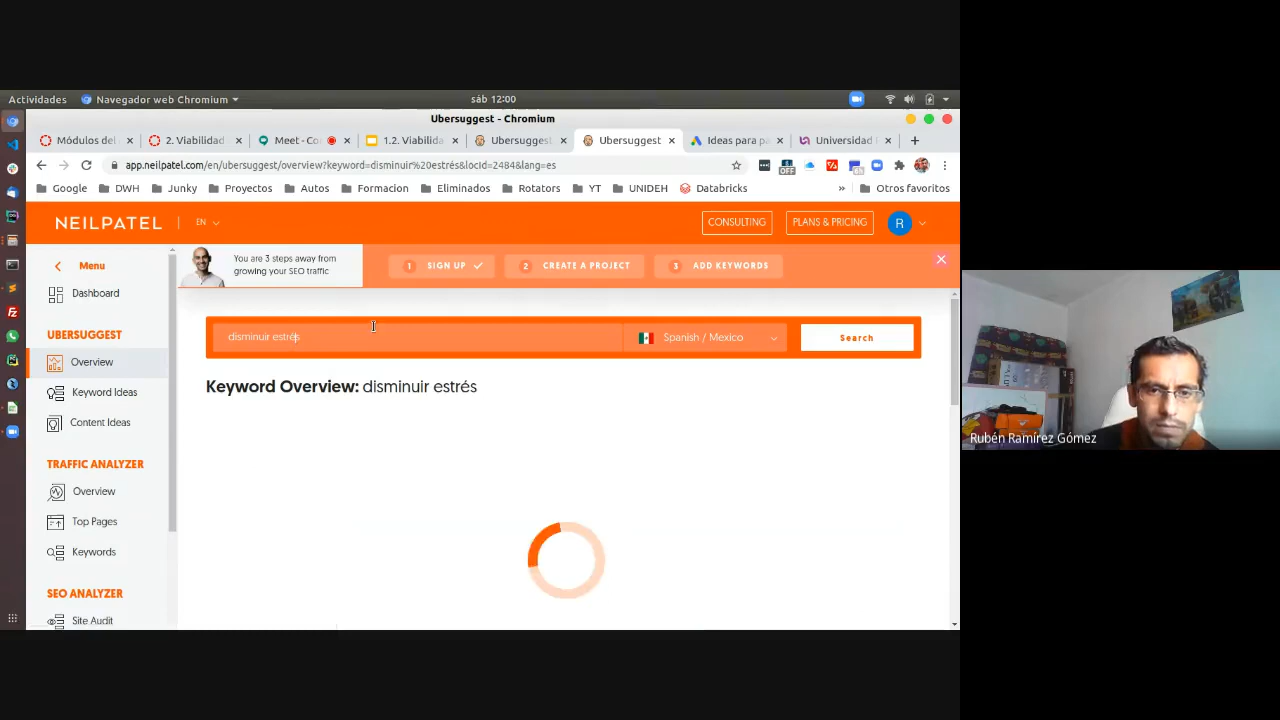 Actividades
Navegador web Chromium
sáb 12:00
Ubersuggest - Chromium
Módulos del
2. Viabilidad
Meet - Co
1.2. Viabilida
Ubersuggest
Ubersuggest
Ideas para pa
Universidad
app.neilpatel.com/en/ubersuggest/overview?keyword=disminuir%20estrés&locId=2484&lang=es
OFF
Google
DWH
Junky
Proyectos
Autos
Formacion
Eliminados
Rotators
YT
UNIDEH
Databricks
»
Otros favoritos
NEILPATEL
EN
CONSULTING
PLANS & PRICING
R
Menu
You are 3 steps away from
growing your SEO traffic
1 SIGN UP
2 CREATE A PROJECT
3 ADD KEYWORDS
Dashboard
UBERSUGGEST
Overview
Keyword Ideas
Content Ideas
TRAFFIC ANALYZER
Overview
Top Pages
Keywords
SEO ANALYZER
Site Audit
disminuir estrés
Spanish / Mexico
Search
Keyword Overview: disminuir estrés
Rubén Ramírez Gómez